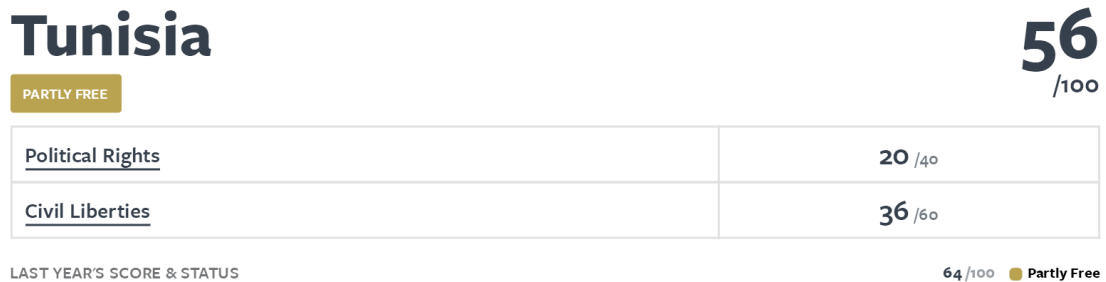 Tunisia
56
/100
PARTLY FREE
Political Rights 20 /40
Civil Liberties 36 /60
LAST YEAR'S SCORE & STATUS 64 /100 Partly Free